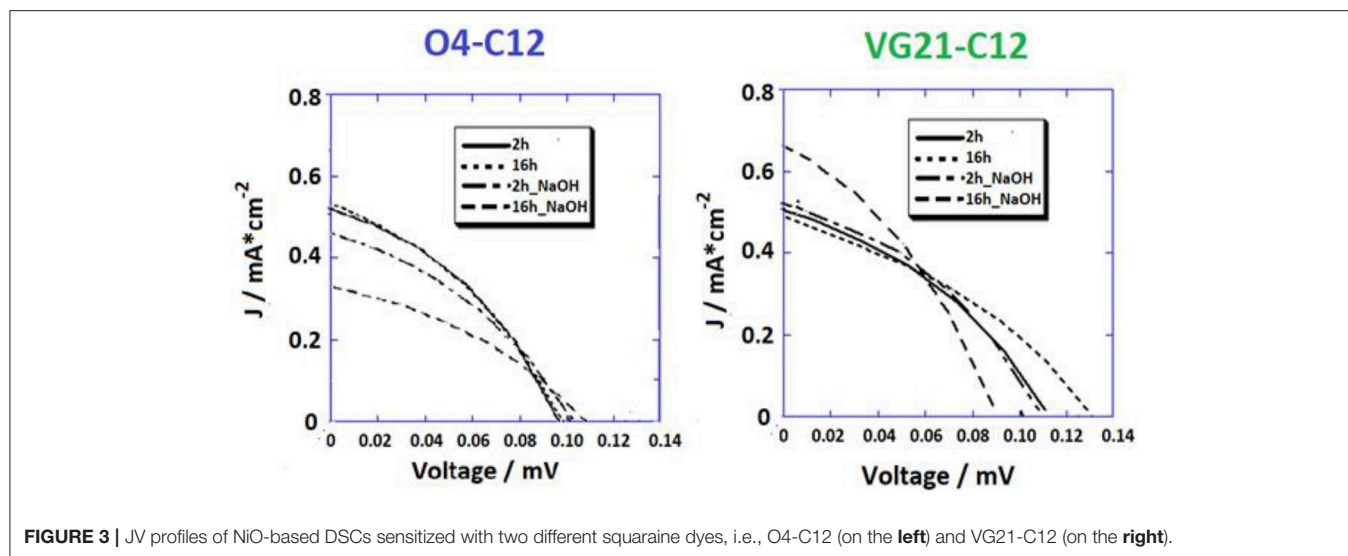 O4-C12
VG21-C12
0.8
0.6
0.4
0.2
0
J / mA*cm-2
2h
16h
2h_NaOH
16h_NaOH
0 0.02 0.04 0.06 0.08 0.10 0.12 0.14
Voltage / mV
0.8
0.6
0.4
0.2
0
J / mA*cm-2
2h
16h
2h_NaOH
16h_NaOH
0 0.02 0.04 0.06 0.08 0.10 0.12 0.14
Voltage / mV
FIGURE 3 | JV profiles of NiO-based DSCs sensitized with two different squaraine dyes, i.e., O4-C12 (on the left) and VG21-C12 (on the right).